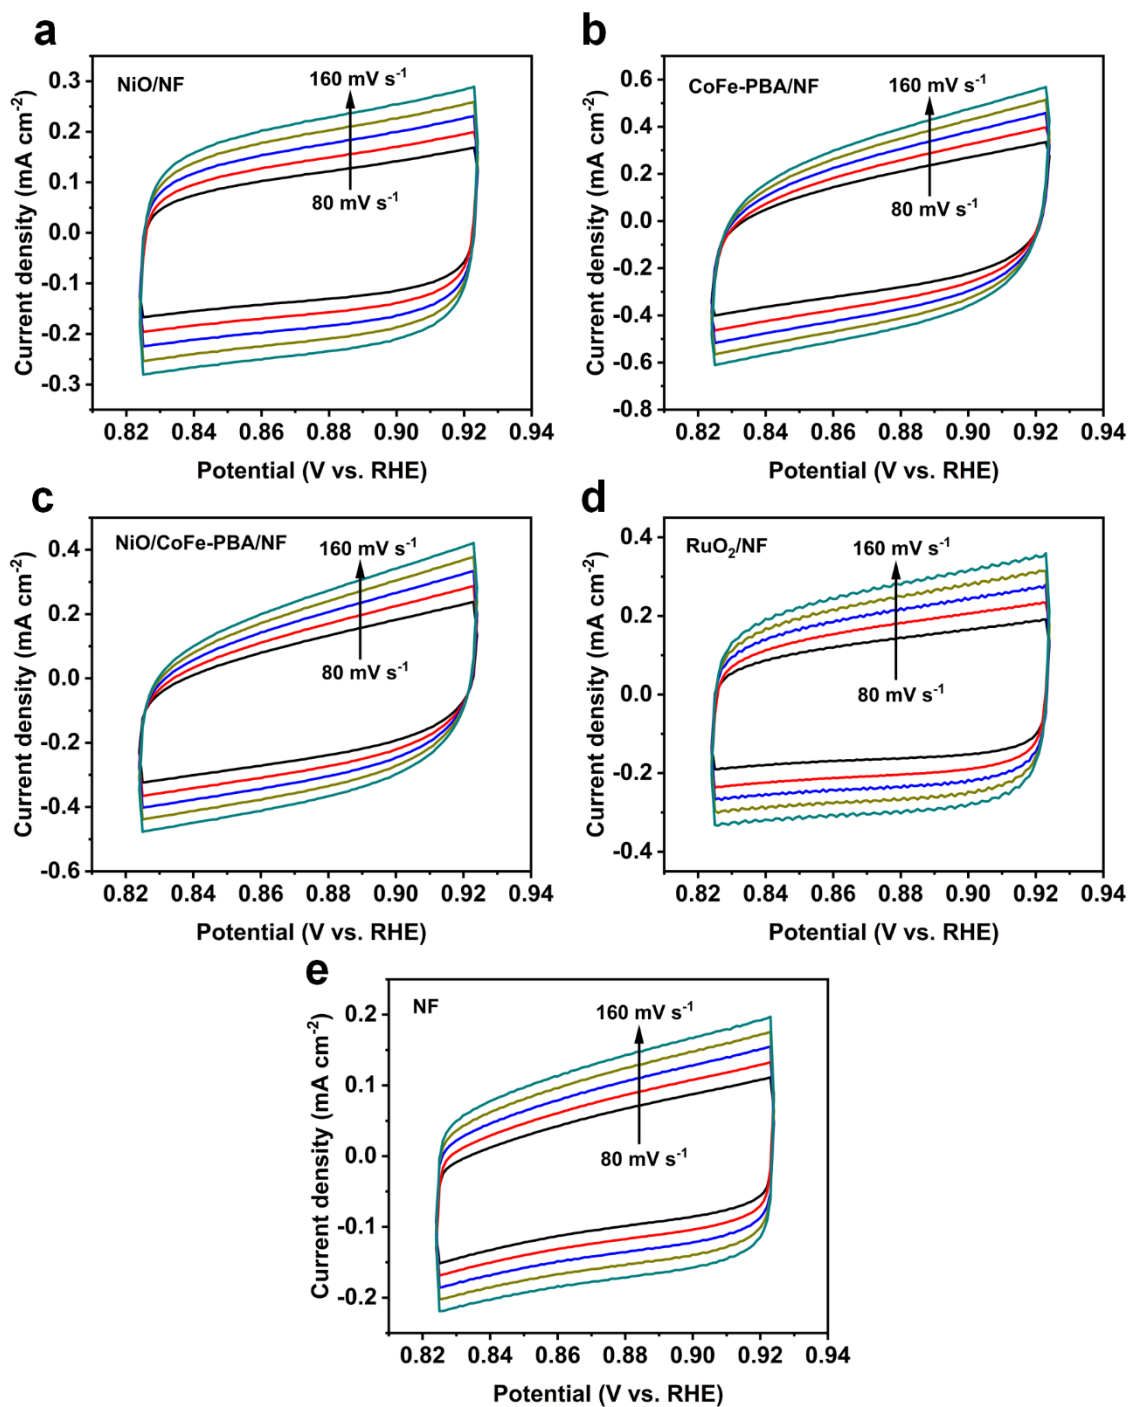 a
NiO/NF
160 mV s⁻¹
80 mV s⁻¹
0.3
0.2
0.1
0.0
-0.1
-0.2
-0.3
Current density (mA cm⁻²)
0.82 0.84 0.86 0.88 0.90 0.92 0.94
Potential (V vs. RHE)
b
CoFe-PBA/NF
160 mV s⁻¹
80 mV s⁻¹
0.6
0.4
0.2
0.0
-0.2
-0.4
-0.6
-0.8
Current density (mA cm⁻²)
0.82 0.84 0.86 0.88 0.90 0.92 0.94
Potential (V vs. RHE)
c
NiO/CoFe-PBA/NF
160 mV s⁻¹
80 mV s⁻¹
0.4
0.2
0.0
-0.2
-0.4
-0.6
Current density (mA cm⁻²)
0.82 0.84 0.86 0.88 0.90 0.92 0.94
Potential (V vs. RHE)
d
RuO₂/NF
160 mV s⁻¹
80 mV s⁻¹
0.4
0.2
0.0
-0.2
-0.4
Current density (mA cm⁻²)
0.82 0.84 0.86 0.88 0.90 0.92 0.94
Potential (V vs. RHE)
e
NF
160 mV s⁻¹
80 mV s⁻¹
0.2
0.1
0.0
-0.1
-0.2
Current density (mA cm⁻²)
0.82 0.84 0.86 0.88 0.90 0.92 0.94
Potential (V vs. RHE)